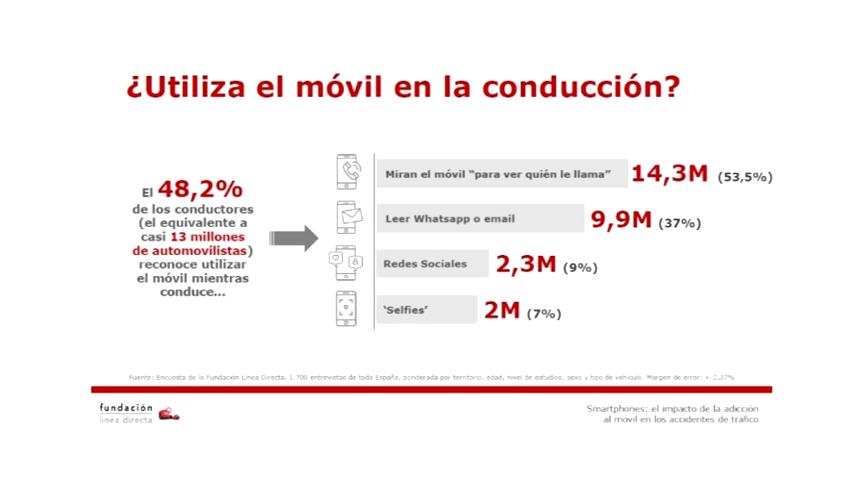 ¿Utiliza el móvil en la conducción?
El 48,2%
de los conductores
(el equivalente a
casi 13 millones
de automovilistas)
reconoce utilizar
el móvil mientras
conduce...
Miran el móvil “para ver quién le llama” 14,3M (53,5%)
Leer Whatsapp o email 9,9M (37%)
Redes Sociales 2,3M (9%)
‘Selfies’ 2M (7%)
Fuente: Encuesta de la Fundación Línea Directa. 1.700 entrevistas de toda España, ponderada por territorio, edad, nivel de estudios, sexo y tipo de vehículo. Margen de error: +-2,37%
fundación
línea directa
Smartphones: el impacto de la adicción
al móvil en los accidentes de tráfico